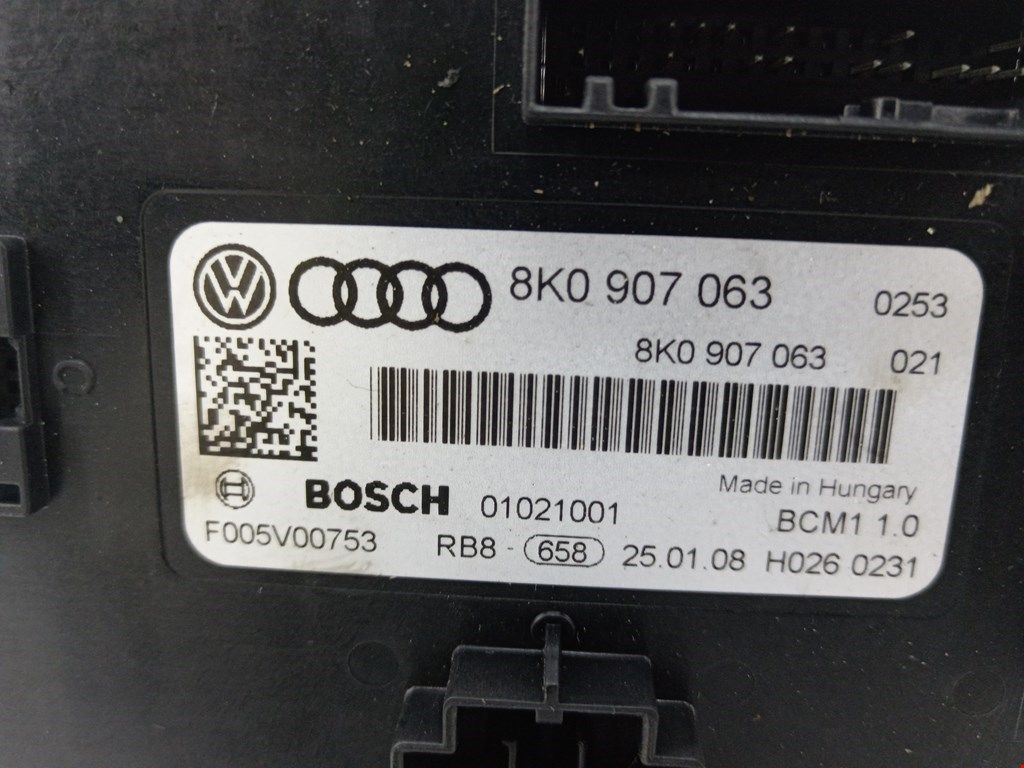 8K0 907 063 0253
8K0 907 063 021
Made in Hungary
BOSCH 01021001 BCM1 1.0
F005V00753 RB8 - 658 25.01.08 H026 0231
C